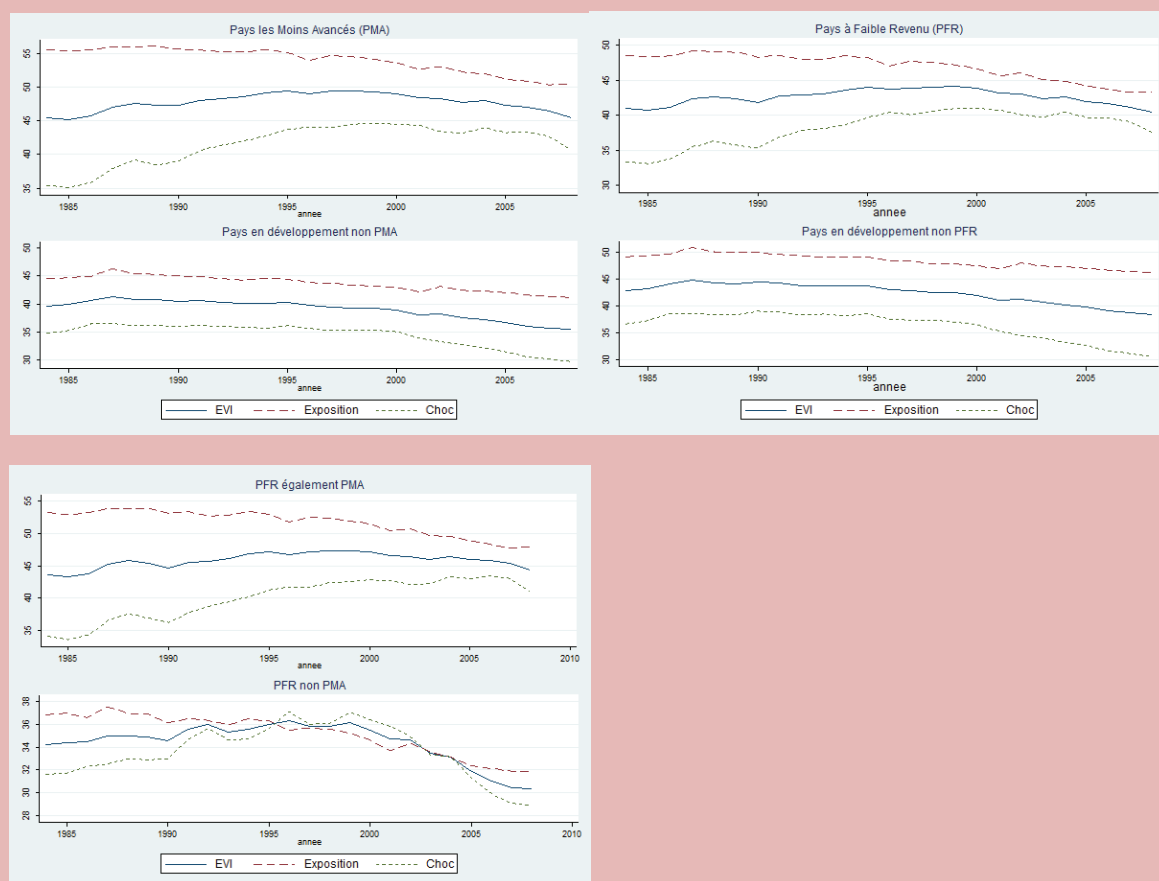 Pays les Moins Avancés (PMA)
55
50
45
40
35
1985 1990 1995 2000 2005
annee
Pays en développement non PMA
50
45
40
35
30
1985 1990 1995 2000 2005
annee
EVI Exposition Choc
Pays à Faible Revenu (PFR)
50
45
40
35
30
1985 1990 1995 2000 2005
annee
Pays en développement non PFR
50
45
40
35
30
1985 1990 1995 2000 2005
annee
EVI Exposition Choc
PFR également PMA
55
50
45
40
35
1985 1990 1995 2000 2005 2010
annee
PFR non PMA
38
36
34
32
30
28
1985 1990 1995 2000 2005 2010
annee
EVI Exposition Choc